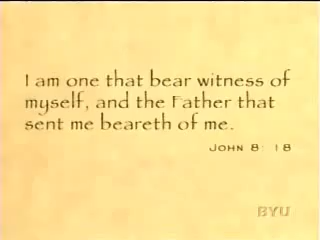 I am one that bear witness of
myself, and the Father that
sent me beareth of me.
John 8: 18
BYU